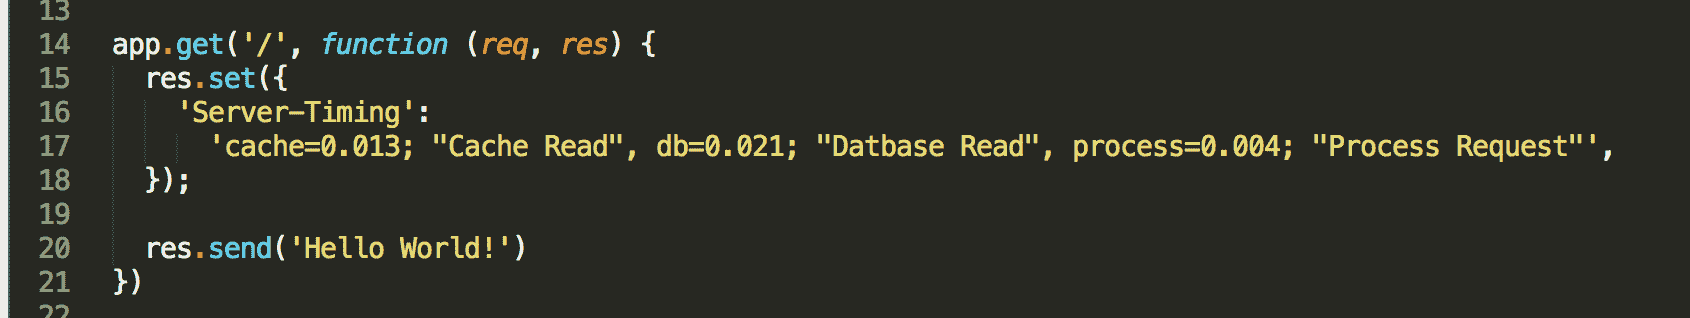 13
14 app.get('/', function (req, res) {
15   res.set({
16     'Server-Timing':
17       'cache=0.013; "Cache Read", db=0.021; "Datbase Read", process=0.004; "Process Request"',
18   });
19
20   res.send('Hello World!')
21 })
22